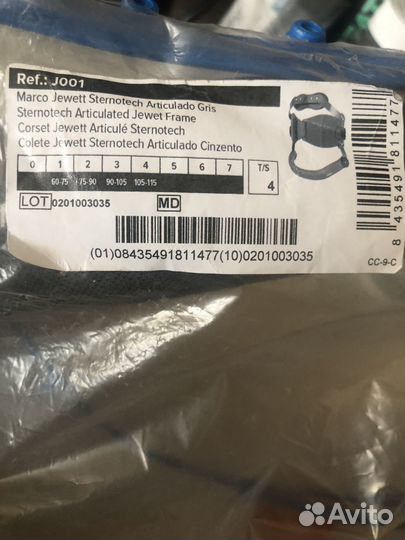 Ref.: J001
Marco Jewett Sternotech Articulado Gris
Sternotech Articulated Jewet Frame
Corset Jewett Articulé Sternotech
Colete Jewett Sternotech Articulado Cinzento
0 1 2 3 4 5 6 7 T/S
60-75 75-90 90-105 105-115 4
LOT 0201003035 MD
(01)08435491811477(10)0201003035
8 435491 811477
CC-9-C
Avito